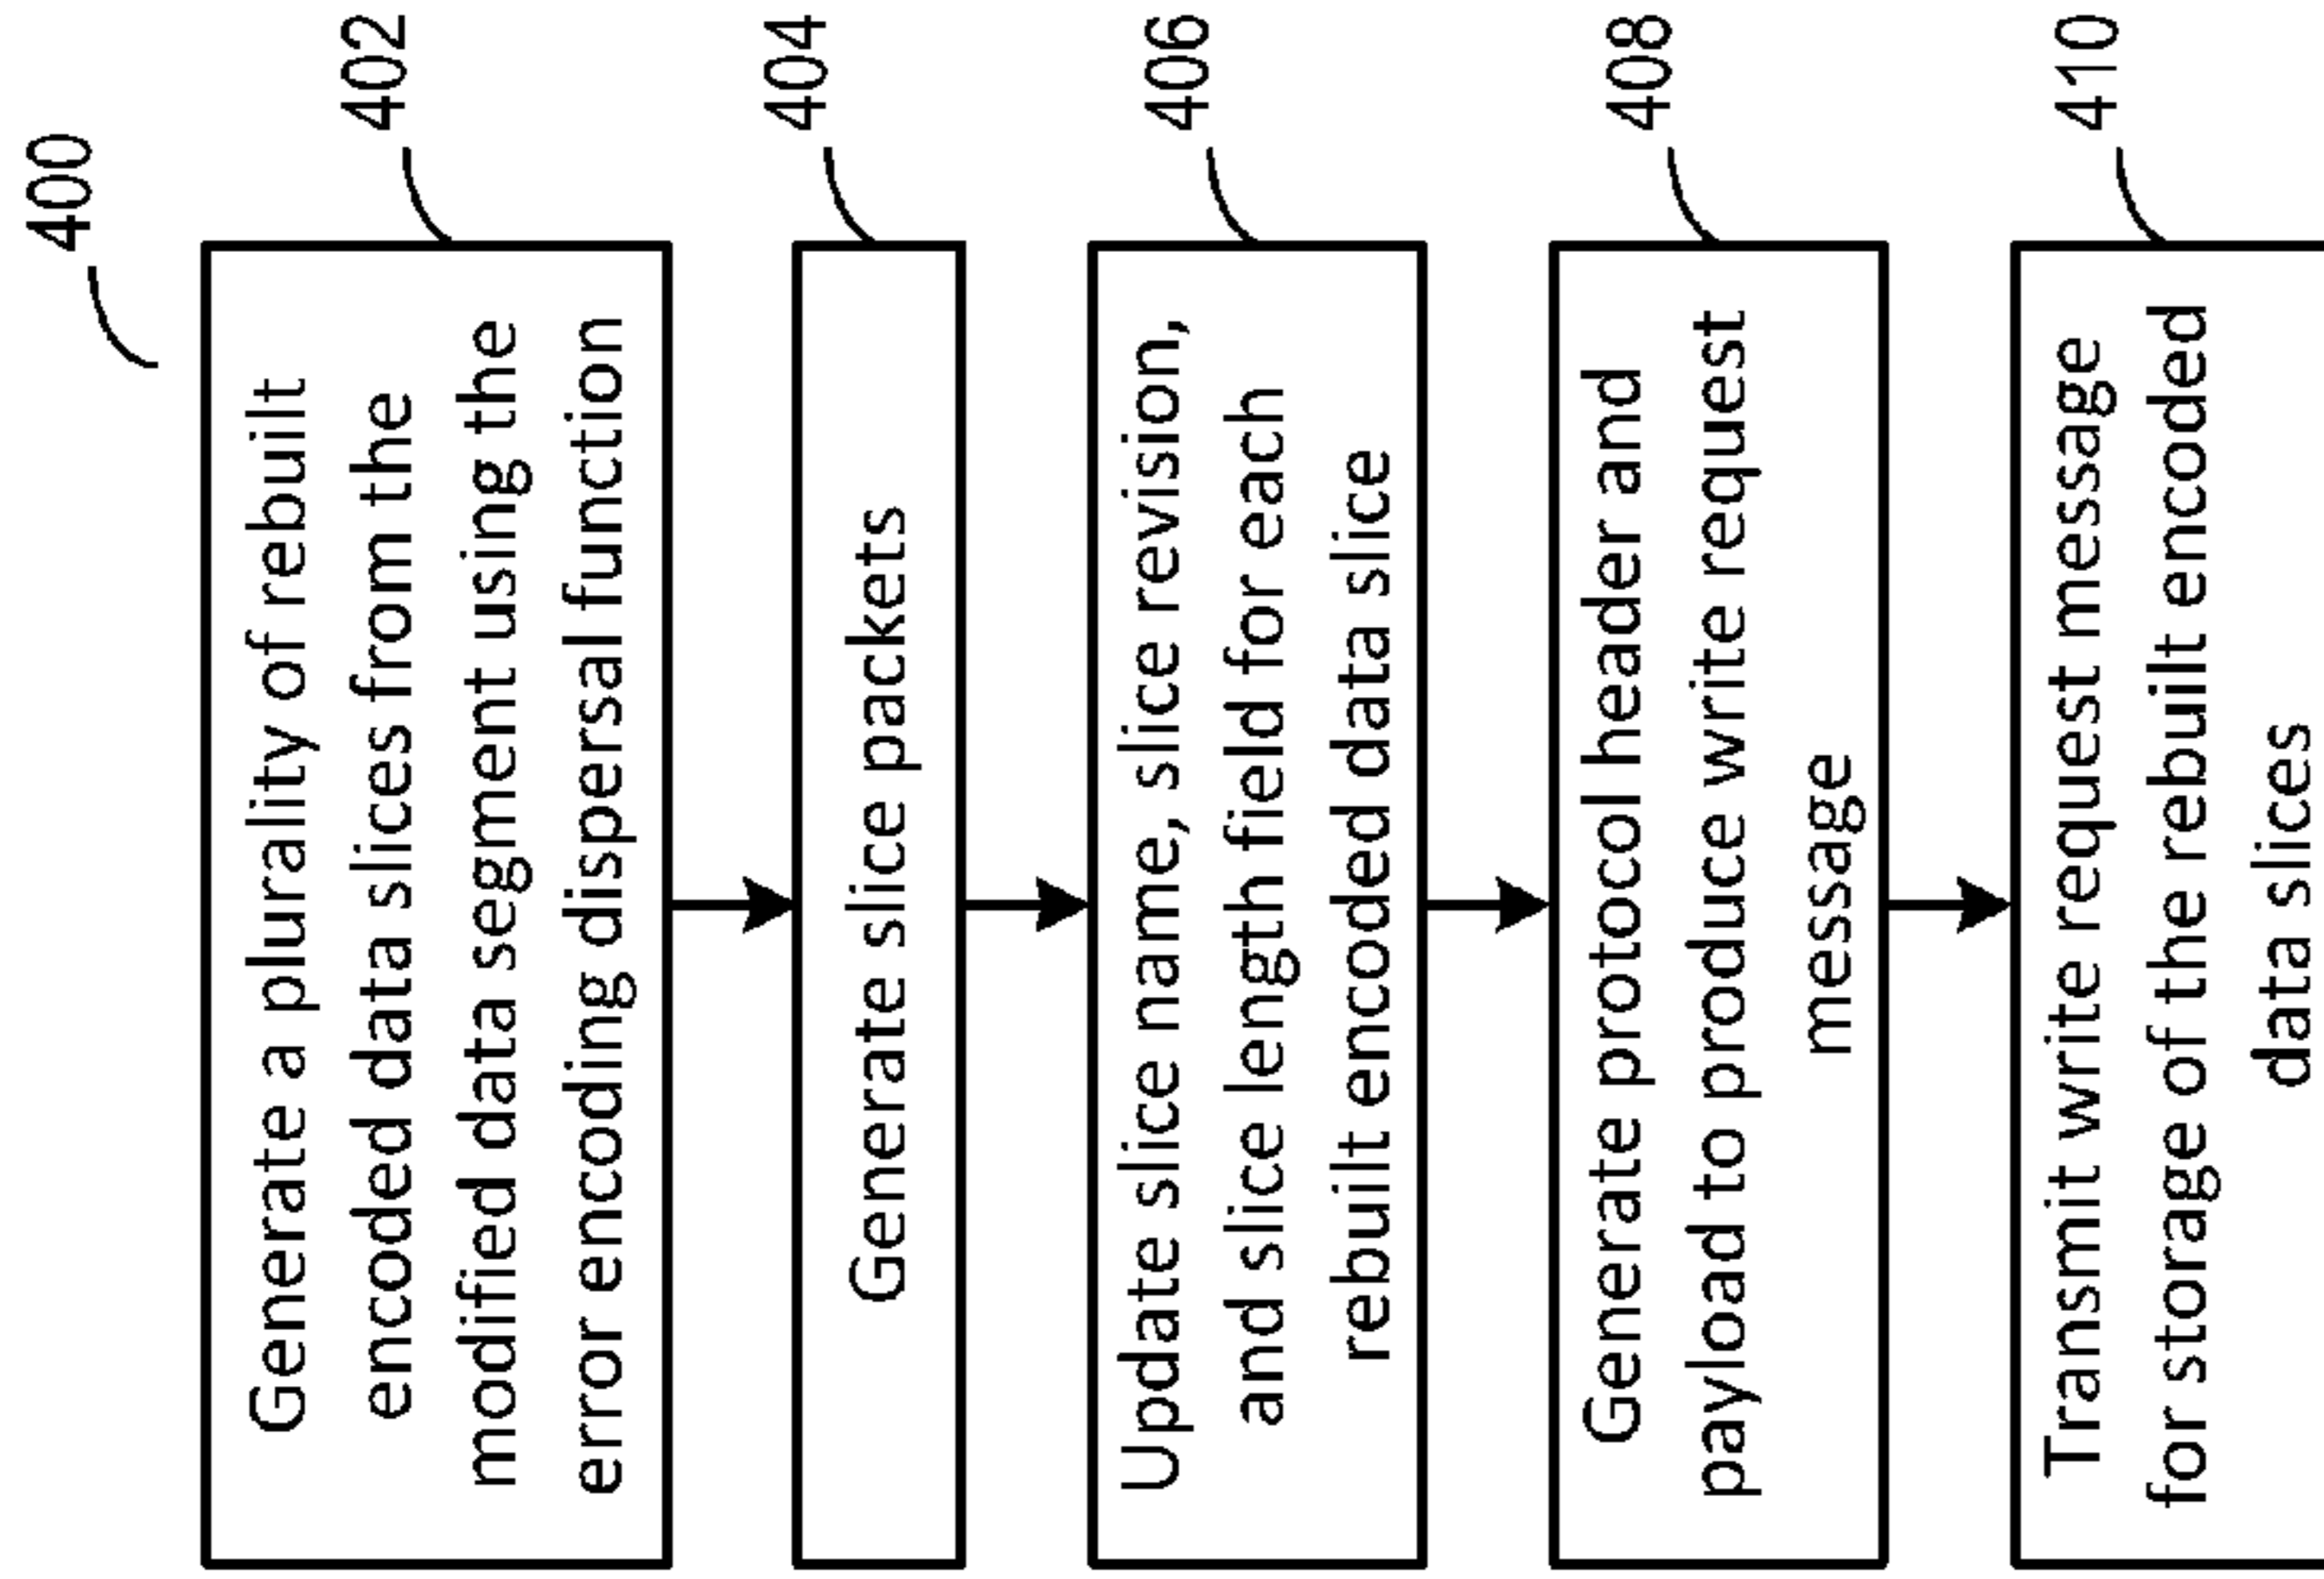 400
Generate a plurality of rebuilt
encoded data slices from the
modified data segment using the
error encoding dispersal function
402
Generate slice packets
404
Update slice name, slice revision,
and slice length field for each
rebuilt encoded data slice
406
Generate protocol header and
payload to produce write request
message
408
Transmit write request message
for storage of the rebuilt encoded
data slices
410